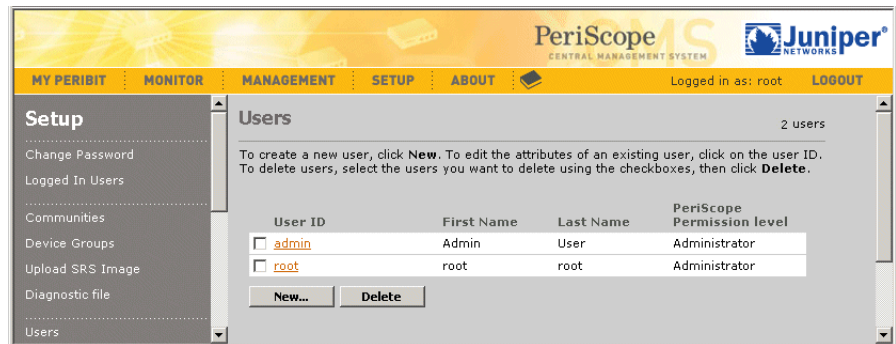 PeriScope
CENTRAL MANAGEMENT SYSTEM
CMS
Juniper®
NETWORKS
MY PERIBIT MONITOR MANAGEMENT SETUP ABOUT Logged in as: root LOGOUT
Setup
Change Password
Logged In Users
Communities
Device Groups
Upload SRS Image
Diagnostic file
Users
Users 2 users
To create a new user, click New. To edit the attributes of an existing user, click on the user ID.
To delete users, select the users you want to delete using the checkboxes, then click Delete.
User ID First Name Last Name PeriScope
Permission level
admin Admin User Administrator
root root root Administrator
New... Delete